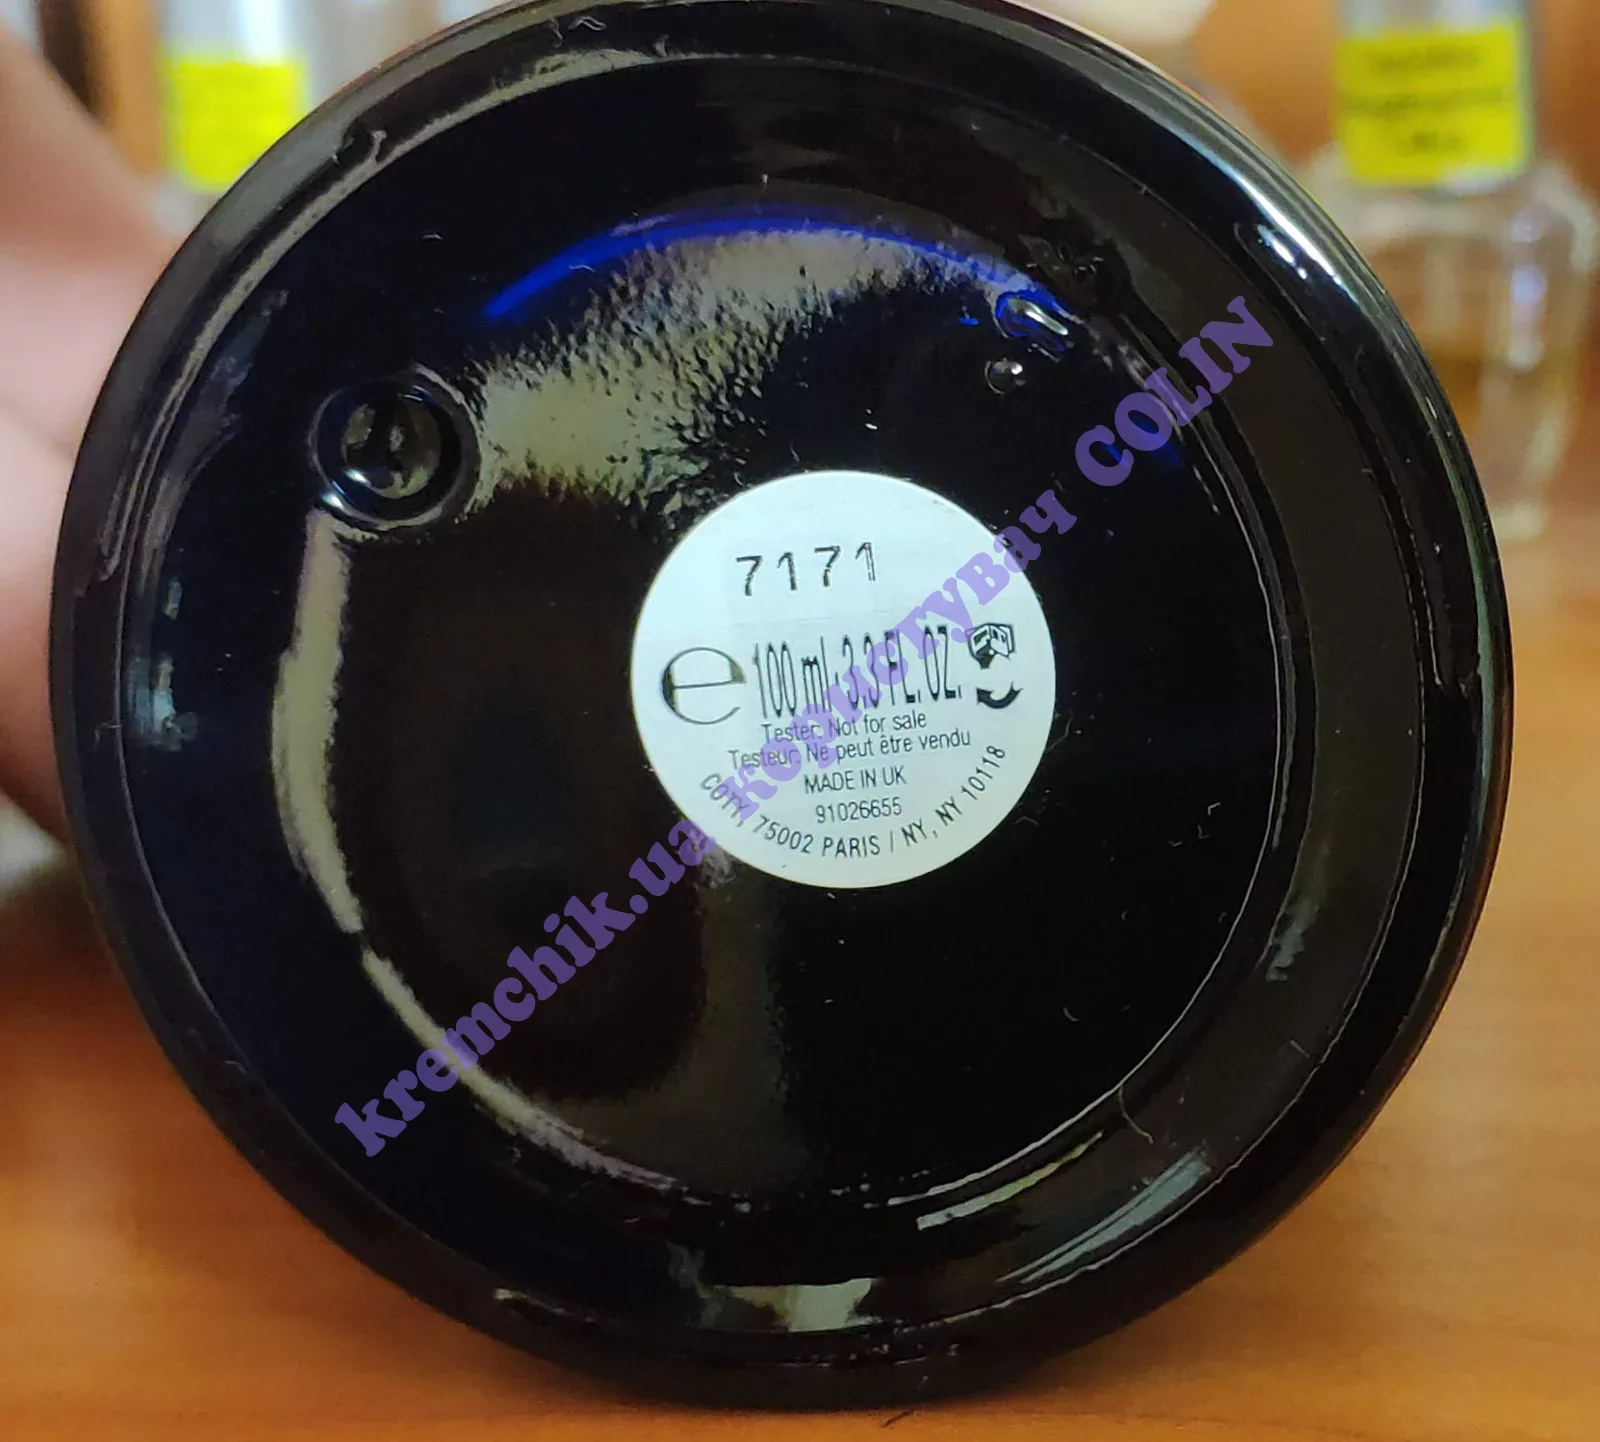 7171
e 100 ml 3.3 FL. OZ.
Tester: Not for sale
Testeur: Ne peut être vendu
MADE IN UK
91026655
COTY, 75002 PARIS / NY, NY 10118
kremchik.ua користувач COLIN